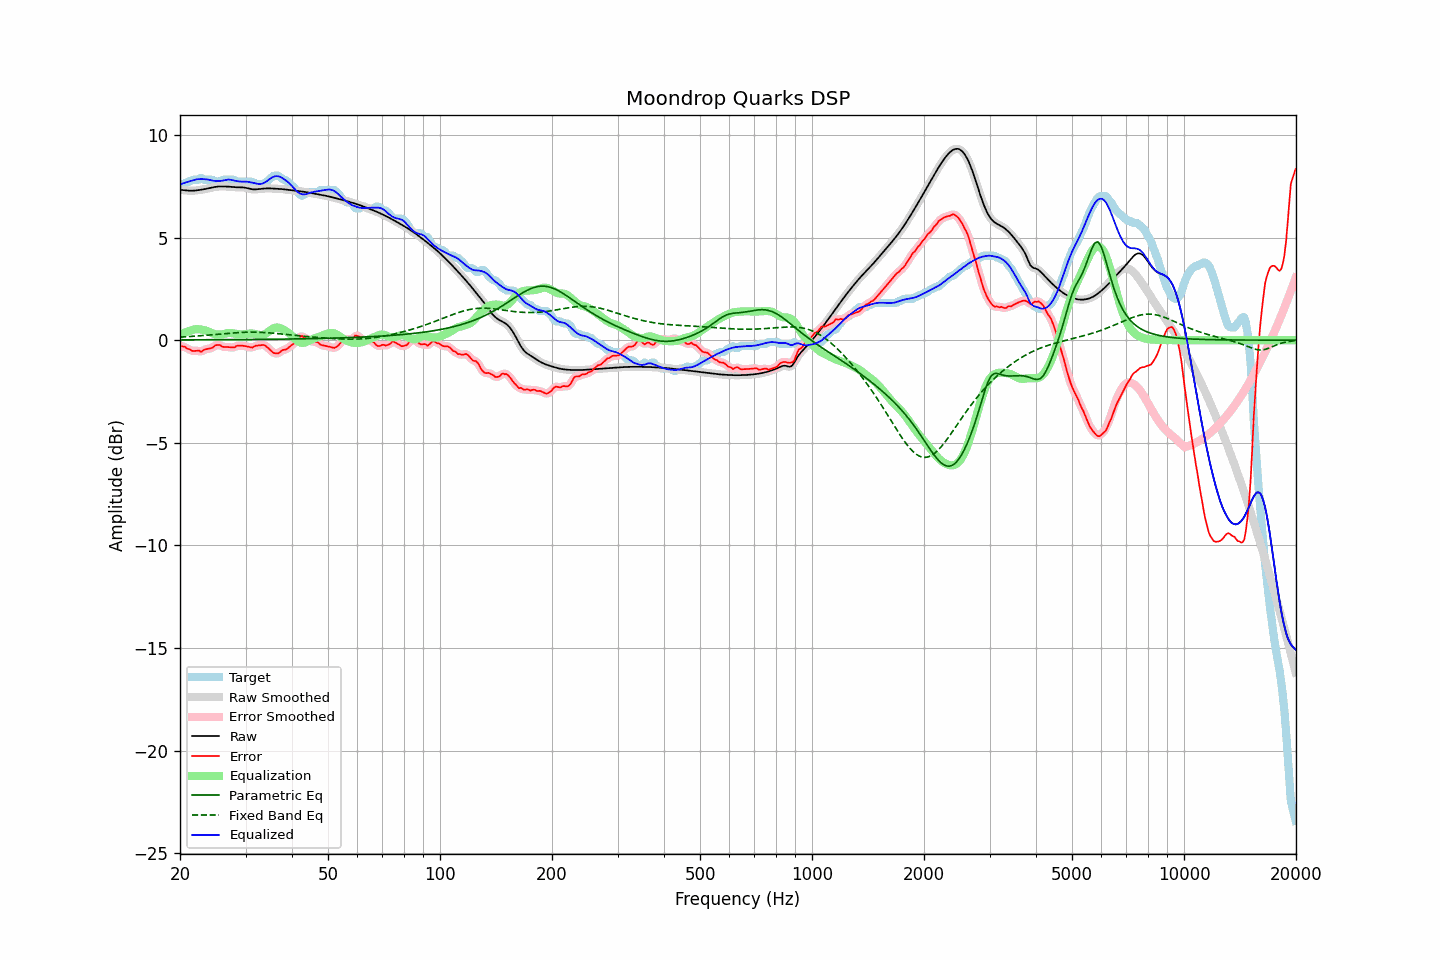 Moondrop Quarks DSP
Amplitude (dBr)
10
5
0
−5
−10
−15
−20
−25
Target
Raw Smoothed
Error Smoothed
Raw
Error
Equalization
Parametric Eq
Fixed Band Eq
Equalized
20 50 100 200 500 1000 2000 5000 10000 20000
Frequency (Hz)